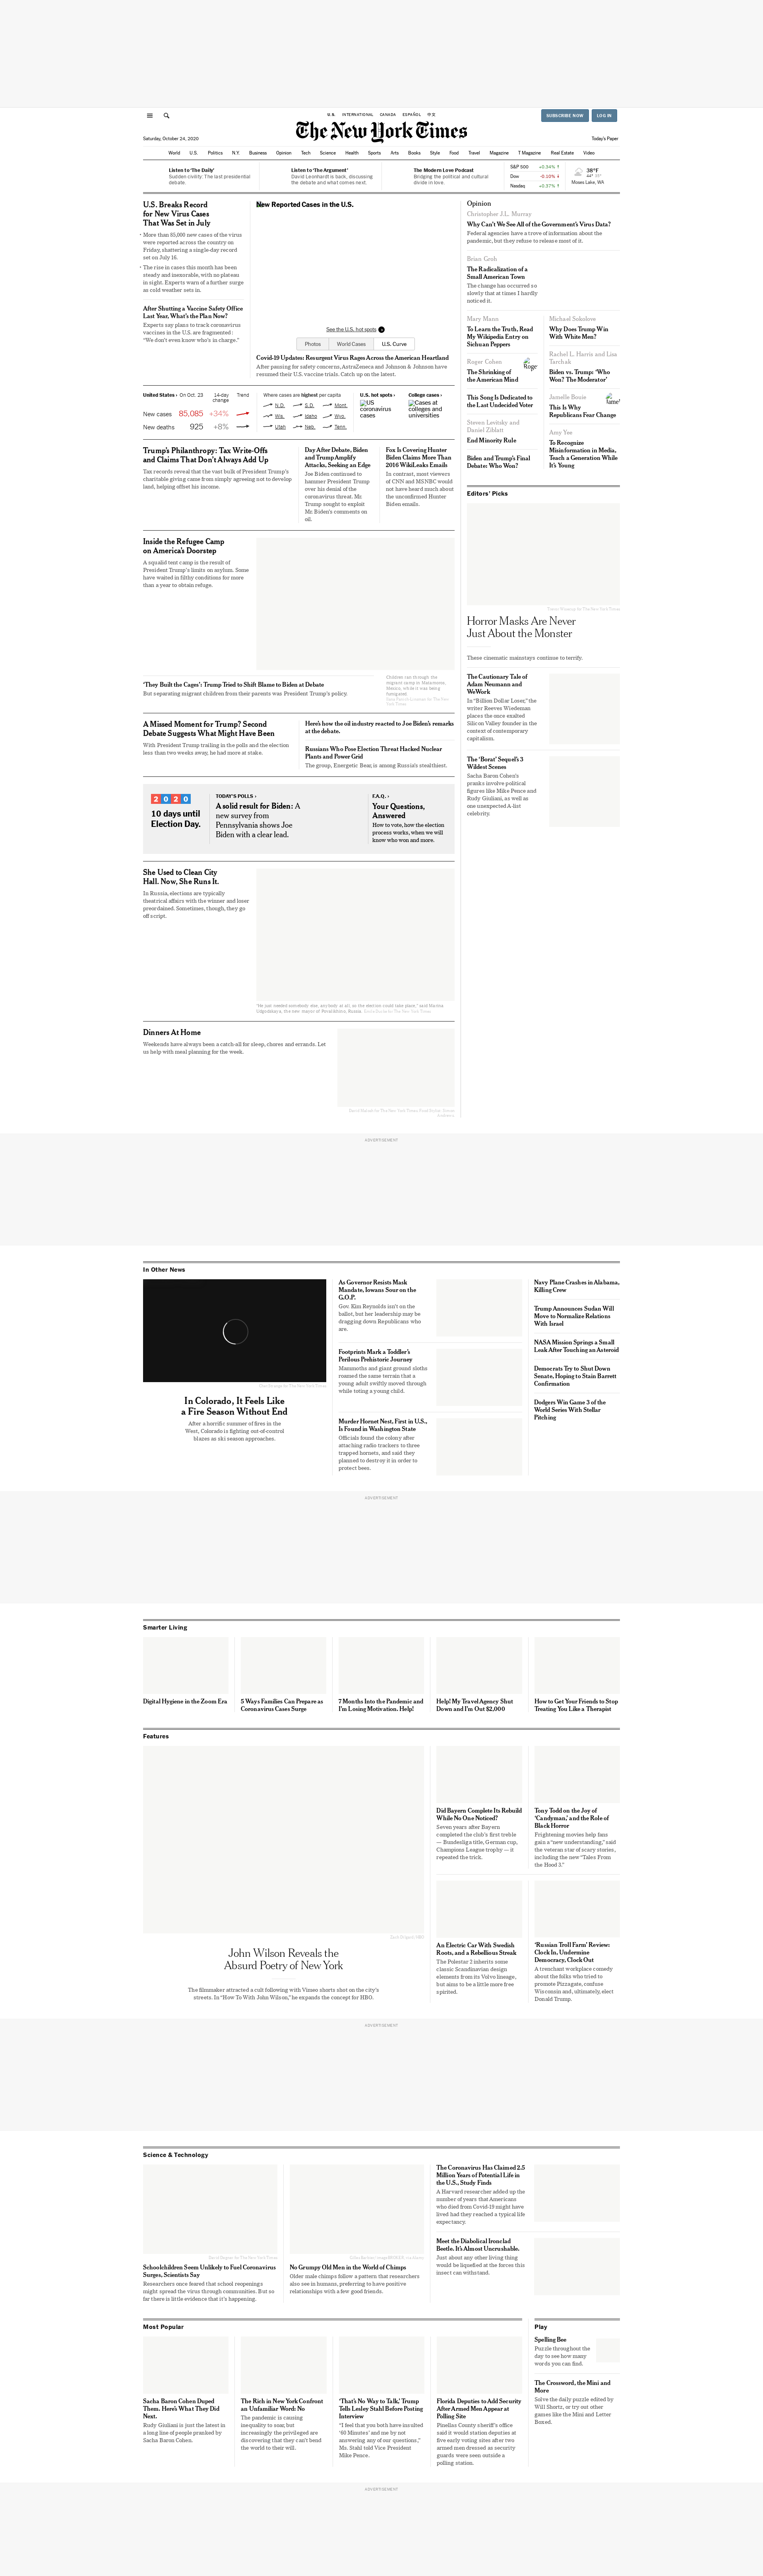 U.S.
INTERNATIONAL
CANADA
ESPAÑOL
中文
SUBSCRIBE NOW
LOG IN
The New York Times
Saturday, October 24, 2020
Today's Paper
World
U.S.
Politics
N.Y.
Business
Opinion
Tech
Science
Health
Sports
Arts
Books
Style
Food
Travel
Magazine
T Magazine
Real Estate
Video
Listen to 'The Daily'
Sudden civility: The last presidential
debate.
Listen to 'The Argument'
David Leonhardt is back, discussing
the debate and what comes next.
The Modern Love Podcast
Bridging the political and cultural
divide in love.
S&P 500 +0.34% ↑
Dow -0.10% ↓
Nasdaq +0.37% ↑
38°F
Moses Lake, WA
U.S. Breaks Record
for New Virus Cases
That Was set in July
• More than 85,000 new cases of the virus
were reported across the country on
Friday, shattering a single-day record
set on July 16.
• The rise in cases this month has been
steady and inexorable, with no plateau
in sight. Experts warn of a further surge
as cold weather sets in.
After Shutting a Vaccine Safety Office
Last Year, What's the Plan Now?
Experts say plans to track coronavirus
vaccines in the U.S. are fragmented:
“We don't even know who's in charge.”
New Reported Cases in the U.S.
See the U.S. hot spots
Photos
World Cases
U.S. Curve
Covid-19 Updates: Resurgent Virus Rages Across the American Heartland
After pausing for safety concerns, AstraZeneca and Johnson & Johnson have
resumed their U.S. vaccine trials. Catch up on the latest.
United States › On Oct. 23 14-day
change Trend
New cases 85,085 +34%
New deaths 925 +8%
Where cases are highest per capita
N.D.
S.D.
Mont.
Wis.
Idaho
Wyo.
Utah
Neb.
Tenn.
U.S. hot spots ›
US
coronavirus
cases
College cases ›
Cases at
colleges and
universities
Trump's Philanthropy: Tax Write-Offs
and Claims That Don't Always Add Up
Tax records reveal that the vast bulk of President Trump's
charitable giving came from simply agreeing not to develop
land, helping offset his income.
Day After Debate, Biden
and Trump Amplify
Attacks, Seeking an Edge
Joe Biden continued to
hammer President Trump
over his denial of the
coronavirus threat. Mr.
Trump sought to exploit
Mr. Biden's comments on
oil.
Fox Is Covering Hunter
Biden Claims More Than
2016 WikiLeaks Emails
In contrast, most viewers
of CNN and MSNBC would
not have heard much about
the unconfirmed Hunter
Biden emails.
Inside the Refugee Camp
on America's Doorstep
A squalid tent camp is the result of
President Trump's limits on asylum. Some
have waited in filthy conditions for more
than a year to obtain refuge.
Children ran through the
migrant camp in Matamoros,
Mexico, while it was being
fumigated.
‘They Built the Cages’: Trump Tried to Shift Blame to Biden at Debate
But separating migrant children from their parents was President Trump's policy.
A Missed Moment for Trump? Second
Debate Suggests What Might Have Been
With President Trump trailing in the polls and the election
less than two weeks away, he had more at stake.
Here's how the oil industry reacted to Joe Biden's remarks
at the debate.
Russians Who Pose Election Threat Hacked Nuclear
Plants and Power Grid
The group, Energetic Bear, is among Russia's stealthiest.
2020
10 days until
Election Day.
TODAY'S POLLS ›
A solid result for Biden: A
new survey from
Pennsylvania shows Joe
Biden with a clear lead.
F.A.Q. ›
Your Questions,
Answered
How to vote, how the election
process works, when we will
know who won and more.
She Used to Clean City
Hall. Now, She Runs It.
In Russia, elections are typically
theatrical affairs with the winner and loser
preordained. Sometimes, though, they go
off script.
“He just needed somebody else, anybody at all, so the election could take place,” said Marina
Udgodskaya, the new mayor of Povalikhino, Russia.
Dinners At Home
Weekends have always been a catch-all for sleep, chores and errands. Let
us help with meal planning for the week.
Opinion
Christopher J.L. Murray
Why Can't We See All of the Government's Virus Data?
Federal agencies have a trove of information about the
pandemic, but they refuse to release most of it.
Brian Groh
The Radicalization of a
Small American Town
The change has occurred so
slowly that at times I hardly
noticed it.
Mary Mann
To Learn the Truth, Read
My Wikipedia Entry on
Sichuan Peppers
Roger Cohen
The Shrinking of
the American Mind
This Song Is Dedicated to
the Last Undecided Voter
Steven Levitsky and
Daniel Ziblatt
End Minority Rule
Biden and Trump's Final
Debate: Who Won?
Michael Sokolove
Why Does Trump Win
With White Men?
Rachel L. Harris and Lisa
Tarchak
Biden vs. Trump: ‘Who
Won? The Moderator’
Jamelle Bouie
This Is Why
Republicans Fear Change
Amy Yee
To Recognize
Misinformation in Media,
Teach a Generation While
It's Young
Editors' Picks
Horror Masks Are Never
Just About the Monster
These cinematic mainstays continue to terrify.
The Cautionary Tale of
Adam Neumann and
WeWork
In “Billion Dollar Loser,” the
writer Reeves Wiedeman
places the once exalted
Silicon Valley founder in the
context of contemporary
capitalism.
The ‘Borat’ Sequel's 3
Wildest Scenes
Sacha Baron Cohen's
pranks involve political
figures like Mike Pence and
Rudy Giuliani, as well as
one unexpected A-list
celebrity.
ADVERTISEMENT
In Other News
In Colorado, It Feels Like
a Fire Season Without End
After a horrific summer of fires in the
West, Colorado is fighting out-of-control
blazes as ski season approaches.
As Governor Resists Mask
Mandate, Iowans Sour on the
G.O.P.
Gov. Kim Reynolds isn't on the
ballot, but her leadership may be
dragging down Republicans who
are.
Footprints Mark a Toddler's
Perilous Prehistoric Journey
Mammoths and giant ground sloths
roamed the same terrain that a
young adult swiftly moved through
while toting a young child.
Murder Hornet Nest, First in U.S.,
Is Found in Washington State
Officials found the colony after
attaching radio trackers to three
trapped hornets, and said they
planned to destroy it in order to
protect bees.
Navy Plane Crashes in Alabama,
Killing Crew
Trump Announces Sudan Will
Move to Normalize Relations
With Israel
NASA Mission Springs a Small
Leak After Touching an Asteroid
Democrats Try to Shut Down
Senate, Hoping to Stain Barrett
Confirmation
Dodgers Win Game 3 of the
World Series With Stellar
Pitching
ADVERTISEMENT
Smarter Living
Digital Hygiene in the Zoom Era
5 Ways Families Can Prepare as
Coronavirus Cases Surge
7 Months Into the Pandemic and
I'm Losing Motivation. Help!
Help! My Travel Agency Shut
Down and I'm Out $2,000
How to Get Your Friends to Stop
Treating You Like a Therapist
Features
John Wilson Reveals the
Absurd Poetry of New York
The filmmaker attracted a cult following with Vimeo shorts shot on the city's
streets. In “How To With John Wilson,” he expands the concept for HBO.
Did Bayern Complete Its Rebuild
While No One Noticed?
Seven years after Bayern
completed the club's first treble
— Bundesliga title, German cup,
Champions League trophy — it
repeated the trick.
Tony Todd on the Joy of
‘Candyman,’ and the Role of
Black Horror
Frightening movies help fans
gain a “new understanding,” said
the veteran star of scary stories,
including the new “Tales From
the Hood 3.”
An Electric Car With Swedish
Roots, and a Rebellious Streak
The Polestar 2 inherits some
classic Scandinavian design
elements from its Volvo lineage,
but aims to be a little more free
spirited.
‘Russian Troll Farm’ Review:
Clock In, Undermine
Democracy, Clock Out
A trenchant workplace comedy
about the folks who tried to
promote Pizzagate, confuse
Wisconsin and, ultimately, elect
Donald Trump.
ADVERTISEMENT
Science & Technology
Schoolchildren Seem Unlikely to Fuel Coronavirus
Surges, Scientists Say
Researchers once feared that school reopenings
might spread the virus through communities. But so
far there is little evidence that it's happening.
No Grumpy Old Men in the World of Chimps
Older male chimps follow a pattern that researchers
also see in humans, preferring to have positive
relationships with a few good friends.
The Coronavirus Has Claimed 2.5
Million Years of Potential Life in
the U.S., Study Finds
A Harvard researcher added up the
number of years that Americans
who died from Covid-19 might have
lived had they reached a typical life
expectancy.
Meet the Diabolical Ironclad
Beetle. It's Almost Uncrushable.
Just about any other living thing
would be liquefied at the forces this
insect can withstand.
Most Popular
Sacha Baron Cohen Duped
Them. Here's What They Did
Next.
Rudy Giuliani is just the latest in
a long line of people pranked by
Sacha Baron Cohen.
The Rich in New York Confront
an Unfamiliar Word: No
The pandemic is causing
inequality to soar, but
increasingly the privileged are
discovering that they can't bend
the world to their will.
‘That's No Way to Talk,’ Trump
Tells Lesley Stahl Before Posting
Interview
“I feel that you both have insulted
‘60 Minutes’ and me by not
answering any of our questions,”
Ms. Stahl told Vice President
Mike Pence.
Florida Deputies to Add Security
After Armed Men Appear at
Polling Site
Pinellas County sheriff's office
said it would station deputies at
five early voting sites after two
armed men dressed as security
guards were seen outside a
polling station.
Play
Spelling Bee
Puzzle throughout the
day to see how many
words you can find.
The Crossword, the Mini and
More
Solve the daily puzzle edited by
Will Shortz, or try out other
games like the Mini and Letter
Boxed.
ADVERTISEMENT